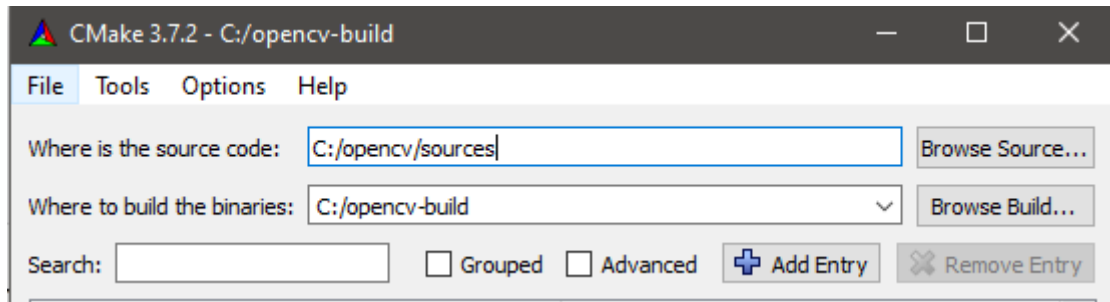 CMake 3.7.2 - C:/opencv-build
File Tools Options Help
Where is the source code: C:/opencv/sources Browse Source...
Where to build the binaries: C:/opencv-build Browse Build...
Search: Grouped Advanced Add Entry Remove Entry